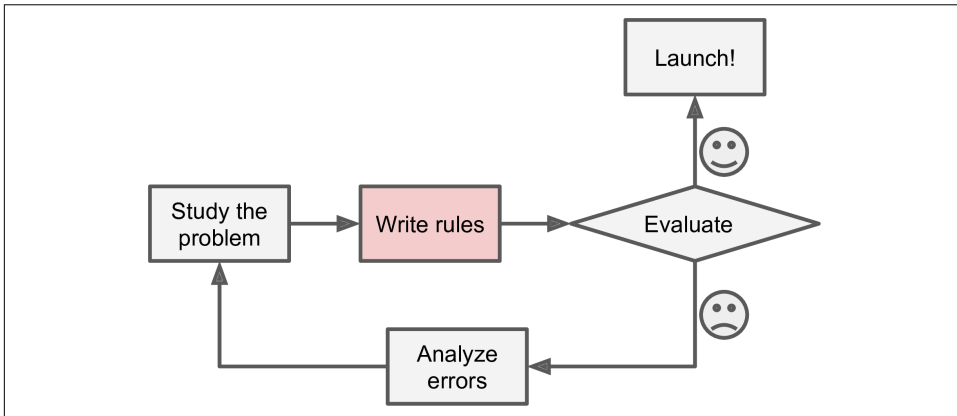 Launch!
Study the
problem
Write rules
Evaluate
Analyze
errors